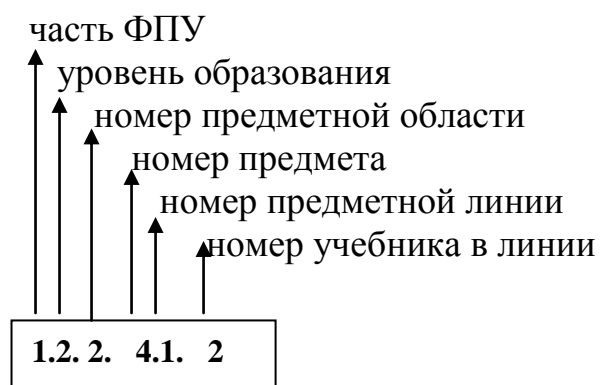 часть ФПУ
уровень образования
номер предметной области
номер предмета
номер предметной линии
номер учебника в линии
1.2. 2. 4.1. 2